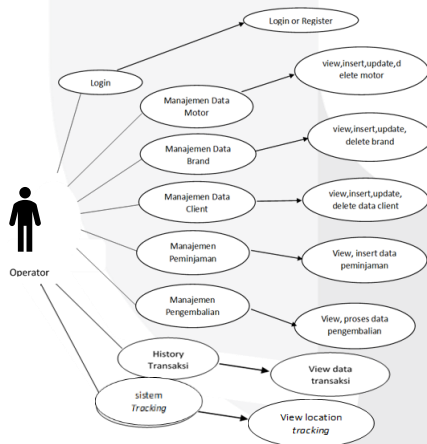 Login or Register
Login
view,insert,update,d
elete motor
Manajemen Data
Motor
view,insert,update,
delete brand
Manajemen Data
Brand
Manajemen Data
Client
view,insert,update,
delete data client
Operator
Manajemen
Peminjaman
View, insert data
peminjaman
Manajemen
Pengembalian
View, proses data
pengembalian
History
Transaksi
View data
transaksi
sistem
Tracking
View location
tracking